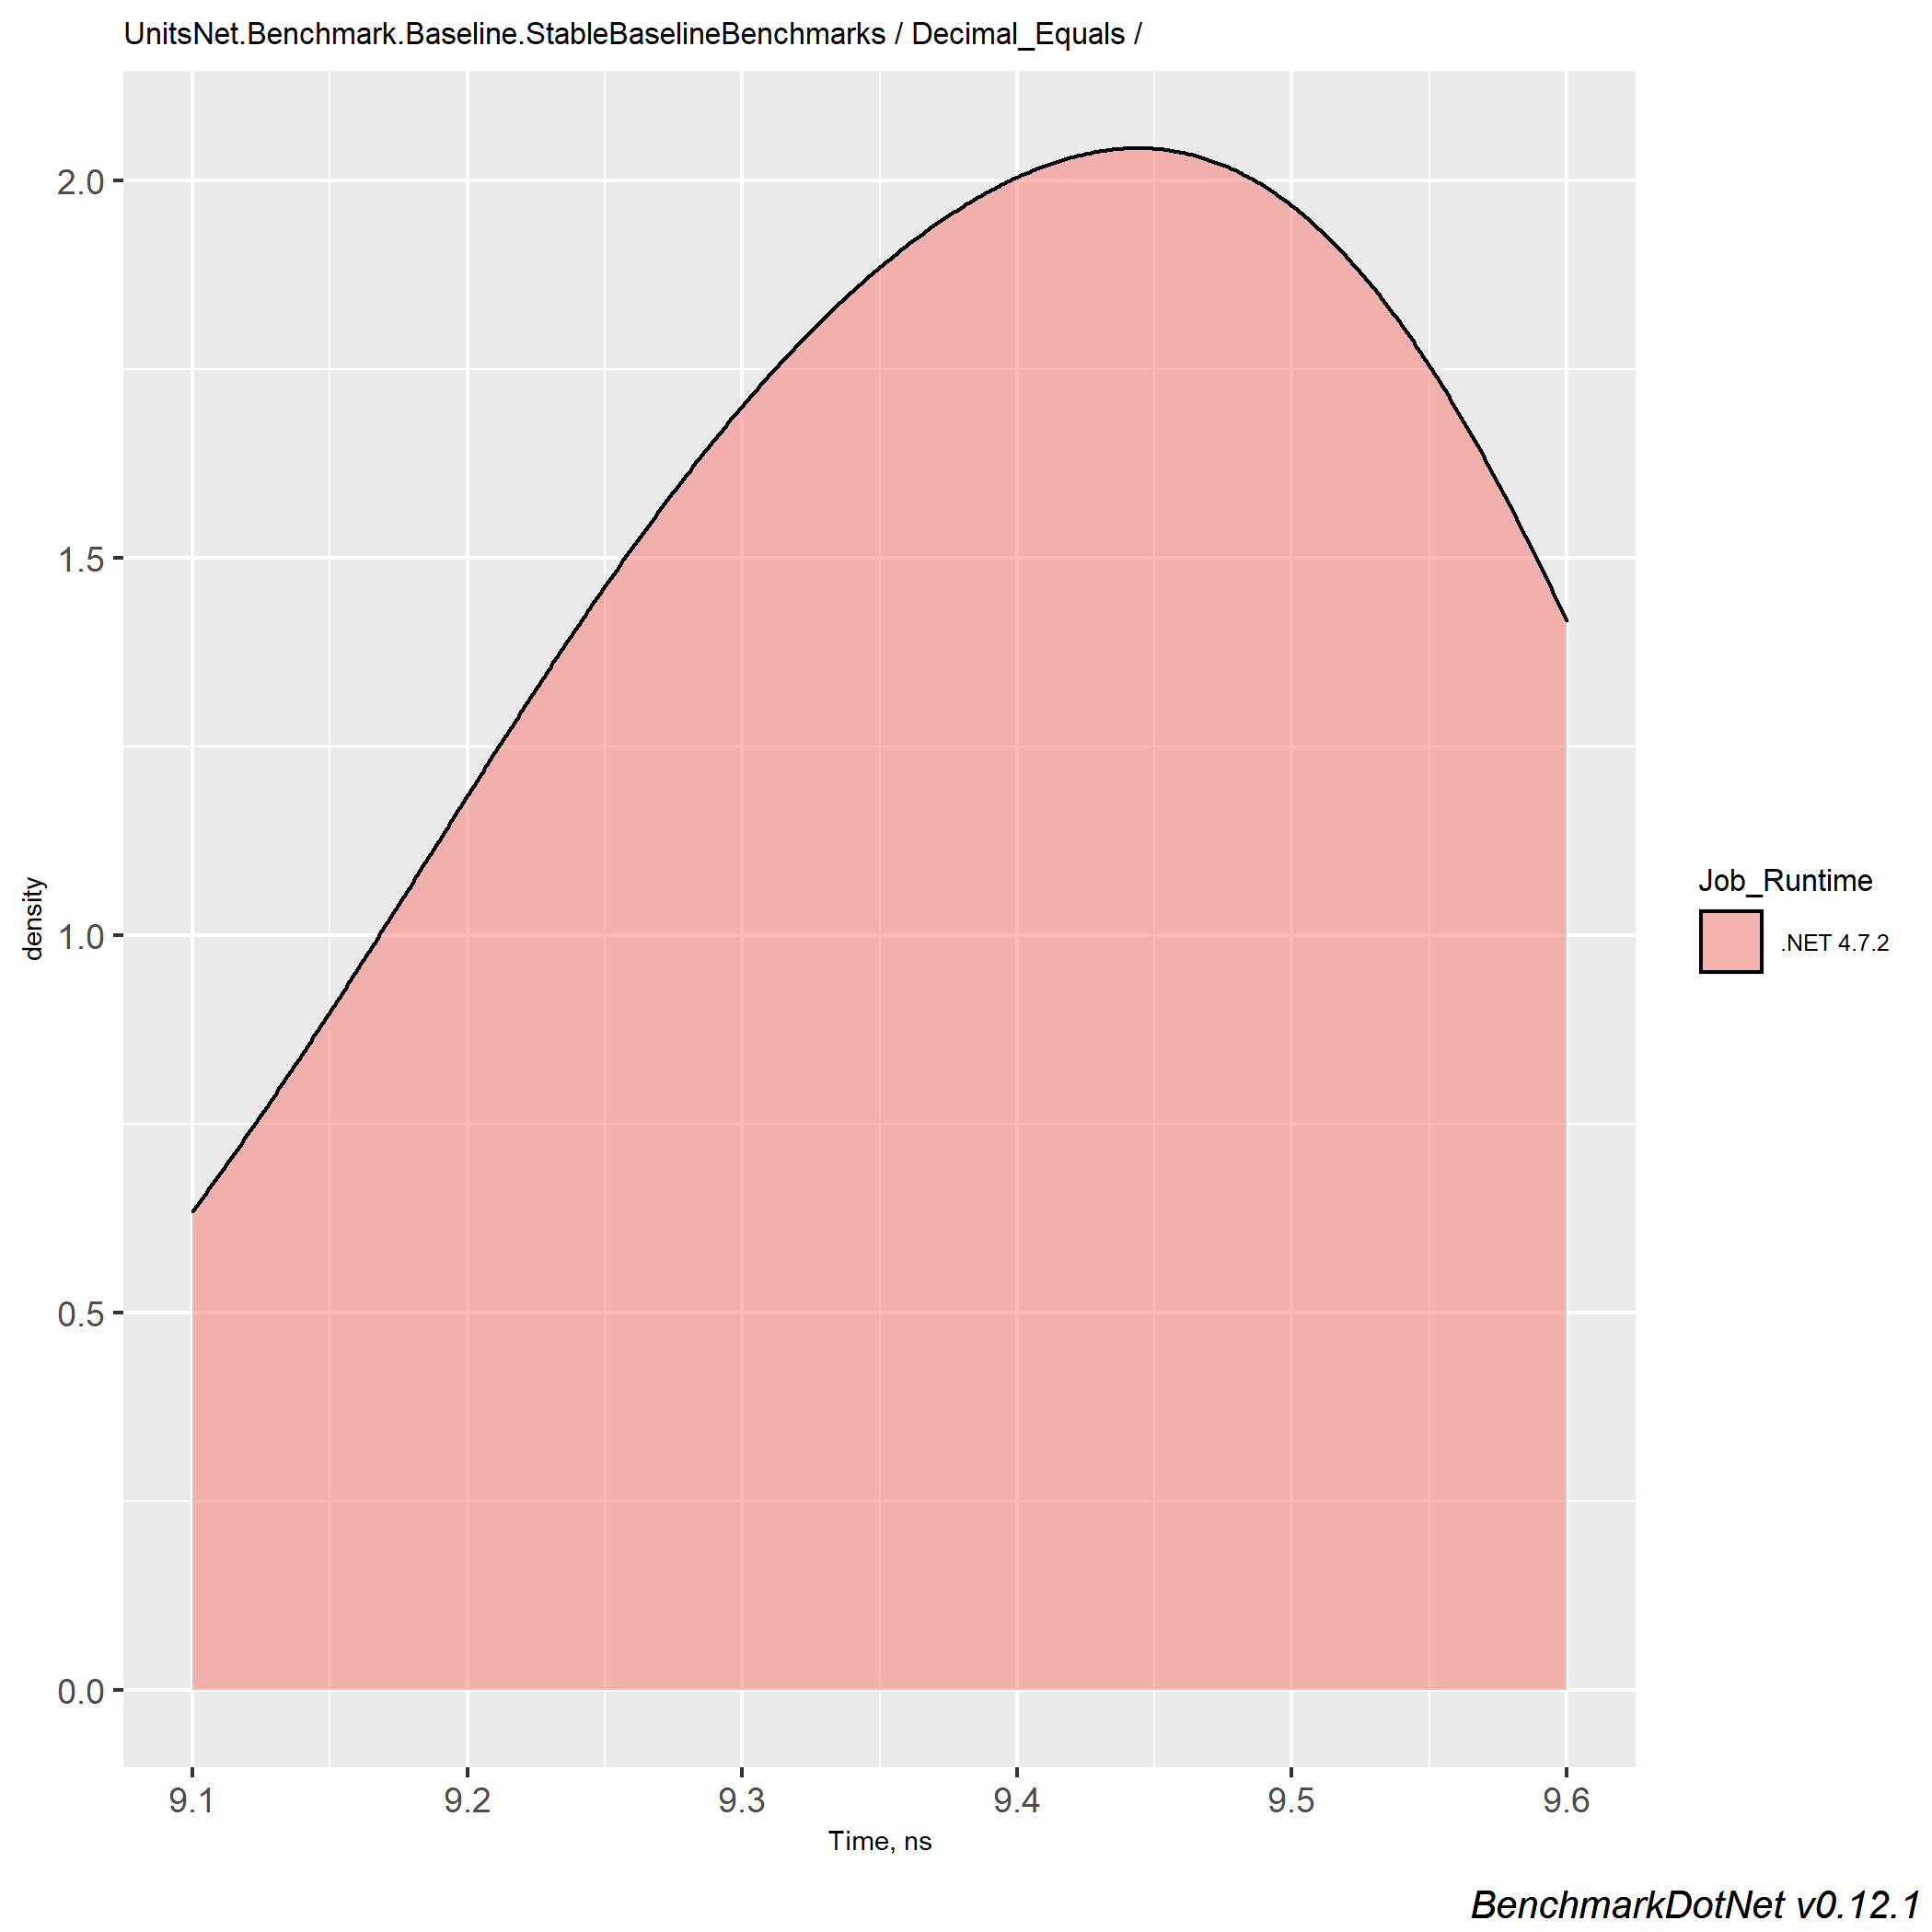 UnitsNet.Benchmark.Baseline.StableBaselineBenchmarks / Decimal_Equals /
2.0
1.5
1.0
0.5
0.0
density
9.1 9.2 9.3 9.4 9.5 9.6
Time, ns
Job_Runtime
.NET 4.7.2
BenchmarkDotNet v0.12.1